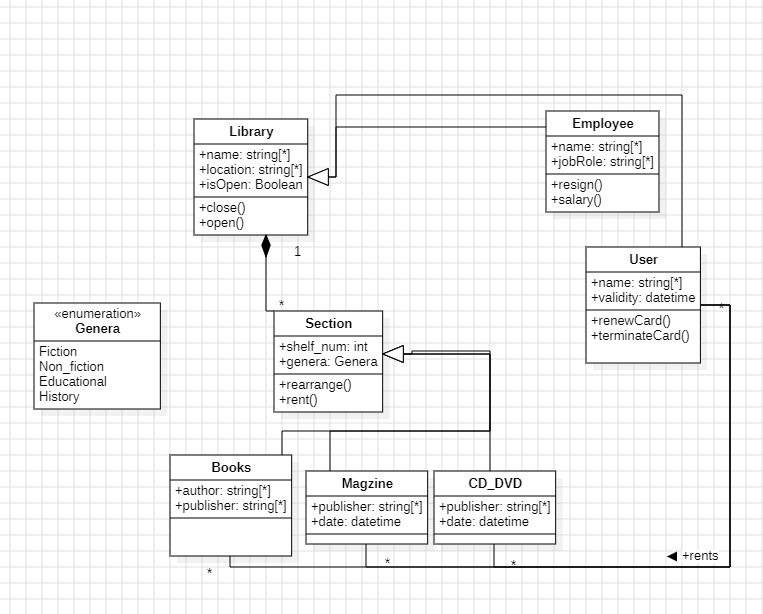 Library
+name: string[*]
+location: string[*]
+isOpen: Boolean
+close()
+open()
Employee
+name: string[*]
+jobRole: string[*]
+resign()
+salary()
User
+name: string[*]
+validity: datetime
+renewCard()
+terminateCard()
1
*
*
«enumeration»
Genera
Fiction
Non_fiction
Educational
History
Section
+shelf_num: int
+genera: Genera
+rearrange()
+rent()
Books
+author: string[*]
+publisher: string[*]
Magzine
+publisher: string[*]
+date: datetime
CD_DVD
+publisher: string[*]
+date: datetime
+rents
*
*
*